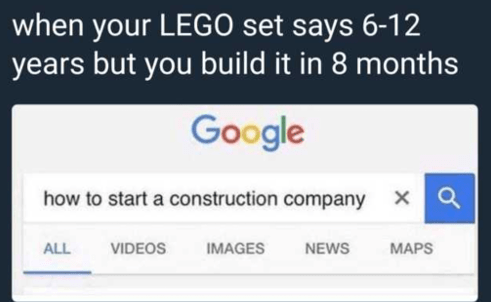 when your LEGO set says 6-12
years but you build it in 8 months
Google
how to start a construction company ×
ALL VIDEOS IMAGES NEWS MAPS